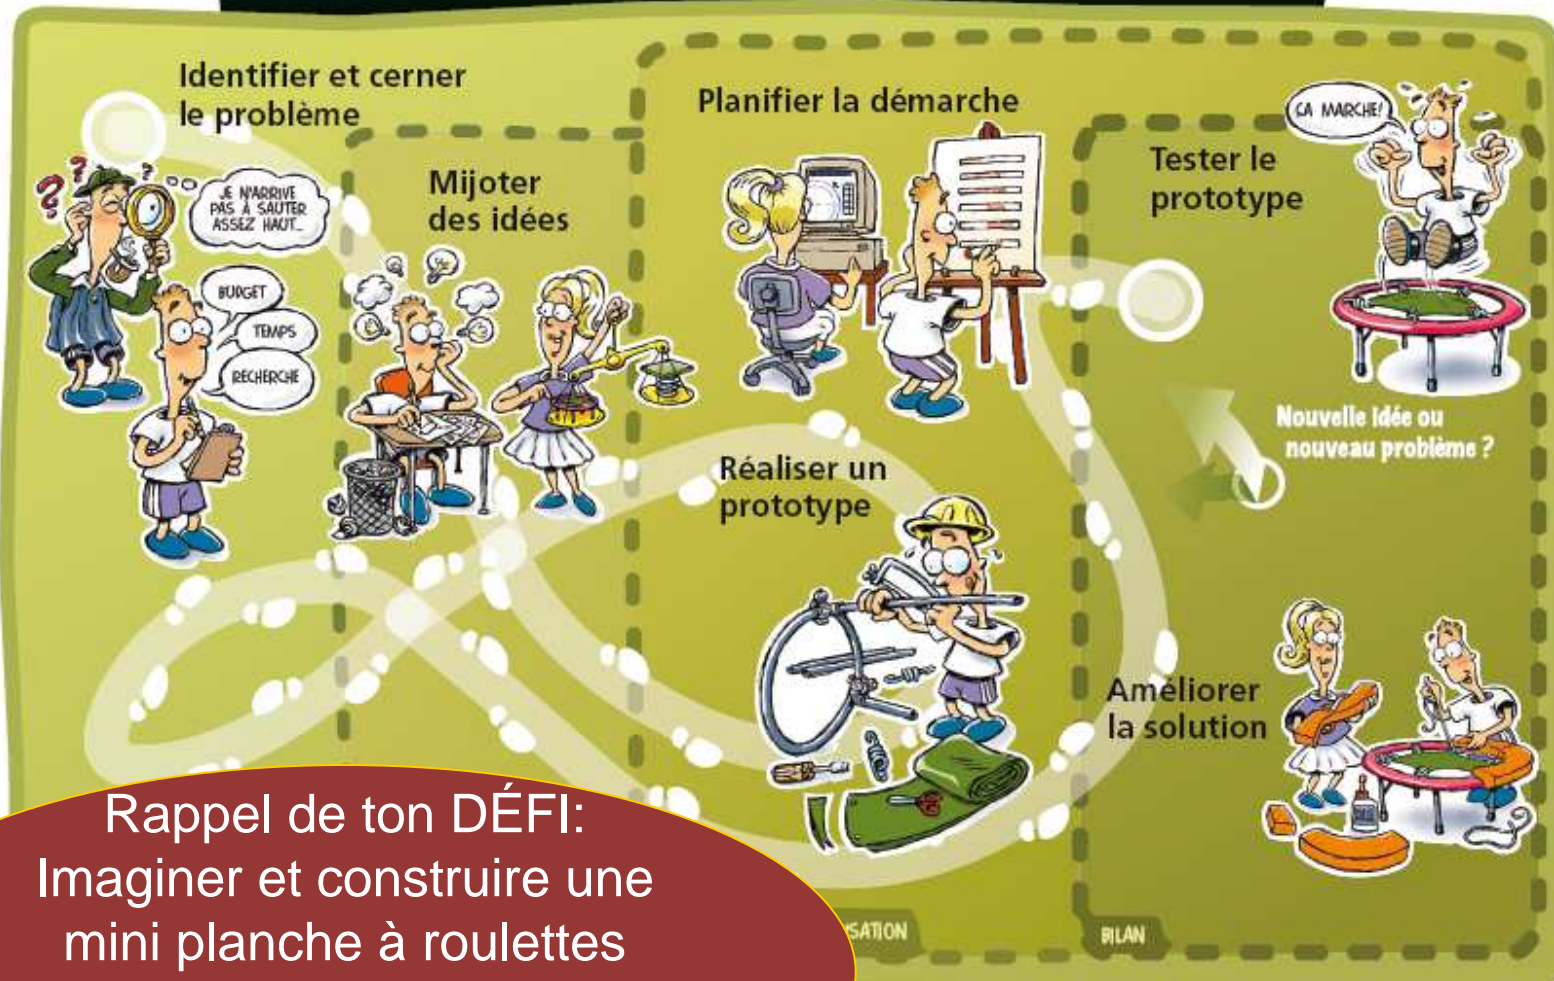 Identifier et cerner
le problème
JE N'ARRIVE
PAS À SAUTER
ASSEZ HAUT...
BUDGET
TEMPS
RECHERCHE
Mijoter
des idées
Planifier la démarche
Réaliser un
prototype
Tester le
prototype
ÇA MARCHE!
Nouvelle idée ou
nouveau problème ?
Améliorer
la solution
SATION
BILAN
Rappel de ton DÉFI:
Imaginer et construire une
mini planche à roulettes